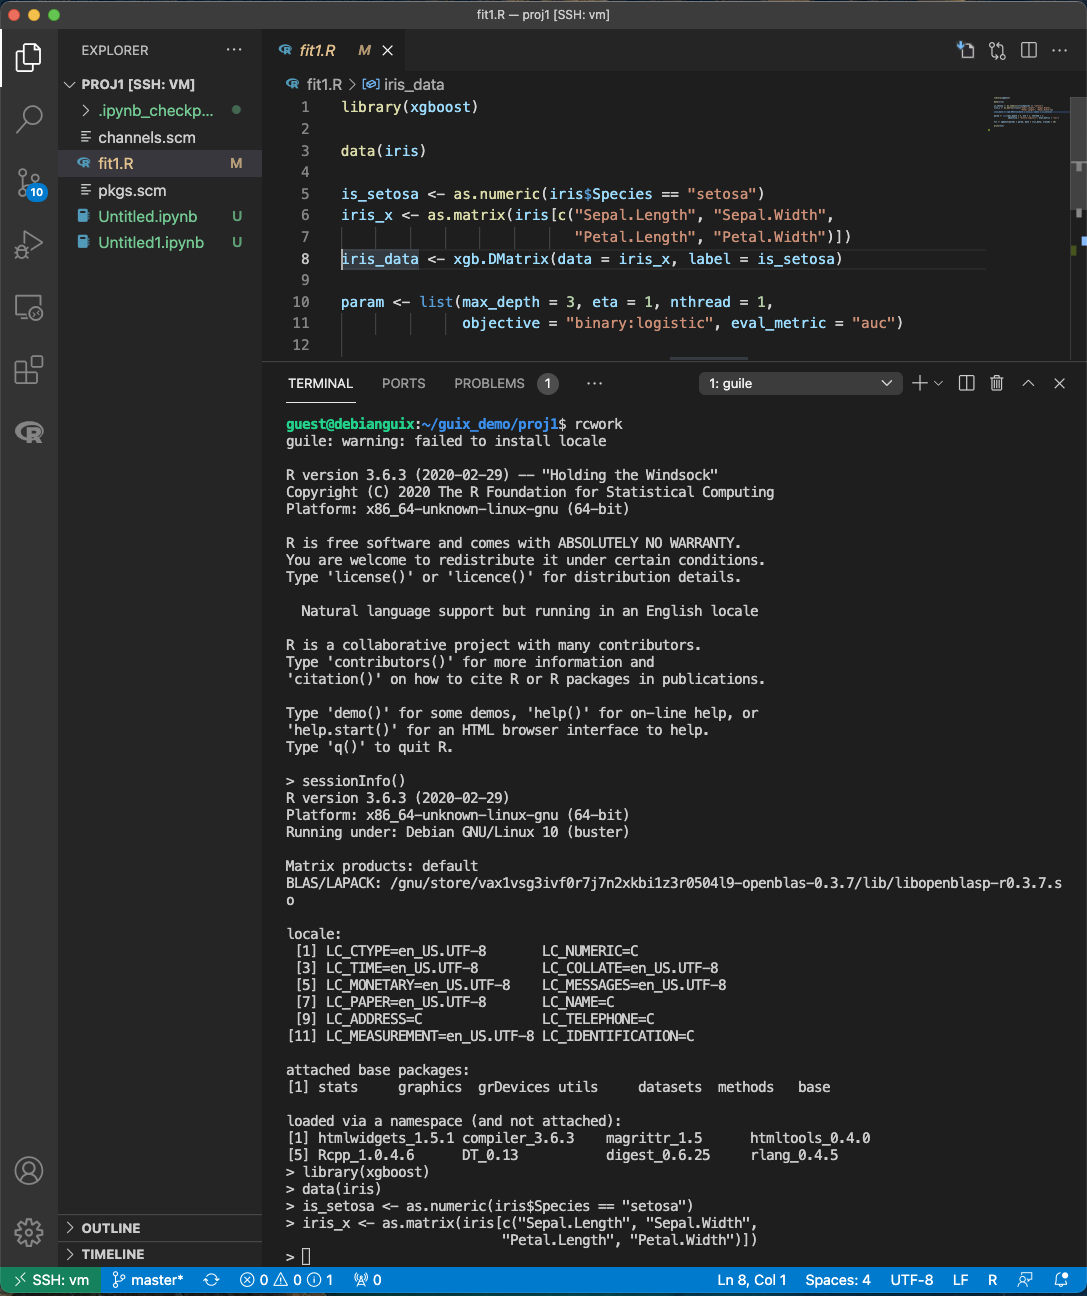 fit1.R — proj1 [SSH: vm]
EXPLORER
PROJ1 [SSH: VM]
.ipynb_checkp...
channels.scm
fit1.R M
pkgs.scm
Untitled.ipynb U
Untitled1.ipynb U
10
OUTLINE
TIMELINE
fit1.R M
fit1.R > iris_data
1 library(xgboost)
2
3 data(iris)
4
5 is_setosa <- as.numeric(iris$Species == "setosa")
6 iris_x <- as.matrix(iris[c("Sepal.Length", "Sepal.Width",
7 "Petal.Length", "Petal.Width")])
8 iris_data <- xgb.DMatrix(data = iris_x, label = is_setosa)
9
10 param <- list(max_depth = 3, eta = 1, nthread = 1,
11 objective = "binary:logistic", eval_metric = "auc")
12
TERMINAL PORTS PROBLEMS 1 ... 1: guile
guest@debianguix:~/guix_demo/proj1$ rcwork
guile: warning: failed to install locale
R version 3.6.3 (2020-02-29) -- "Holding the Windsock"
Copyright (C) 2020 The R Foundation for Statistical Computing
Platform: x86_64-unknown-linux-gnu (64-bit)
R is free software and comes with ABSOLUTELY NO WARRANTY.
You are welcome to redistribute it under certain conditions.
Type 'license()' or 'licence()' for distribution details.
Natural language support but running in an English locale
R is a collaborative project with many contributors.
Type 'contributors()' for more information and
'citation()' on how to cite R or R packages in publications.
Type 'demo()' for some demos, 'help()' for on-line help, or
'help.start()' for an HTML browser interface to help.
Type 'q()' to quit R.
> sessionInfo()
R version 3.6.3 (2020-02-29)
Platform: x86_64-unknown-linux-gnu (64-bit)
Running under: Debian GNU/Linux 10 (buster)
Matrix products: default
BLAS/LAPACK: /gnu/store/vax1vsg3ivf0r7j7n2xkbi1z3r0504l9-openblas-0.3.7/lib/libopenblasp-r0.3.7.s
o
locale:
[1] LC_CTYPE=en_US.UTF-8 LC_NUMERIC=C
[3] LC_TIME=en_US.UTF-8 LC_COLLATE=en_US.UTF-8
[5] LC_MONETARY=en_US.UTF-8 LC_MESSAGES=en_US.UTF-8
[7] LC_PAPER=en_US.UTF-8 LC_NAME=C
[9] LC_ADDRESS=C LC_TELEPHONE=C
[11] LC_MEASUREMENT=en_US.UTF-8 LC_IDENTIFICATION=C
attached base packages:
[1] stats graphics grDevices utils datasets methods base
loaded via a namespace (and not attached):
[1] htmlwidgets_1.5.1 compiler_3.6.3 magrittr_1.5 htmltools_0.4.0
[5] Rcpp_1.0.4.6 DT_0.13 digest_0.6.25 rlang_0.4.5
> library(xgboost)
> data(iris)
> is_setosa <- as.numeric(iris$Species == "setosa")
> iris_x <- as.matrix(iris[c("Sepal.Length", "Sepal.Width",
"Petal.Length", "Petal.Width")])
>
SSH: vm master* 0 0 1 0 Ln 8, Col 1 Spaces: 4 UTF-8 LF R